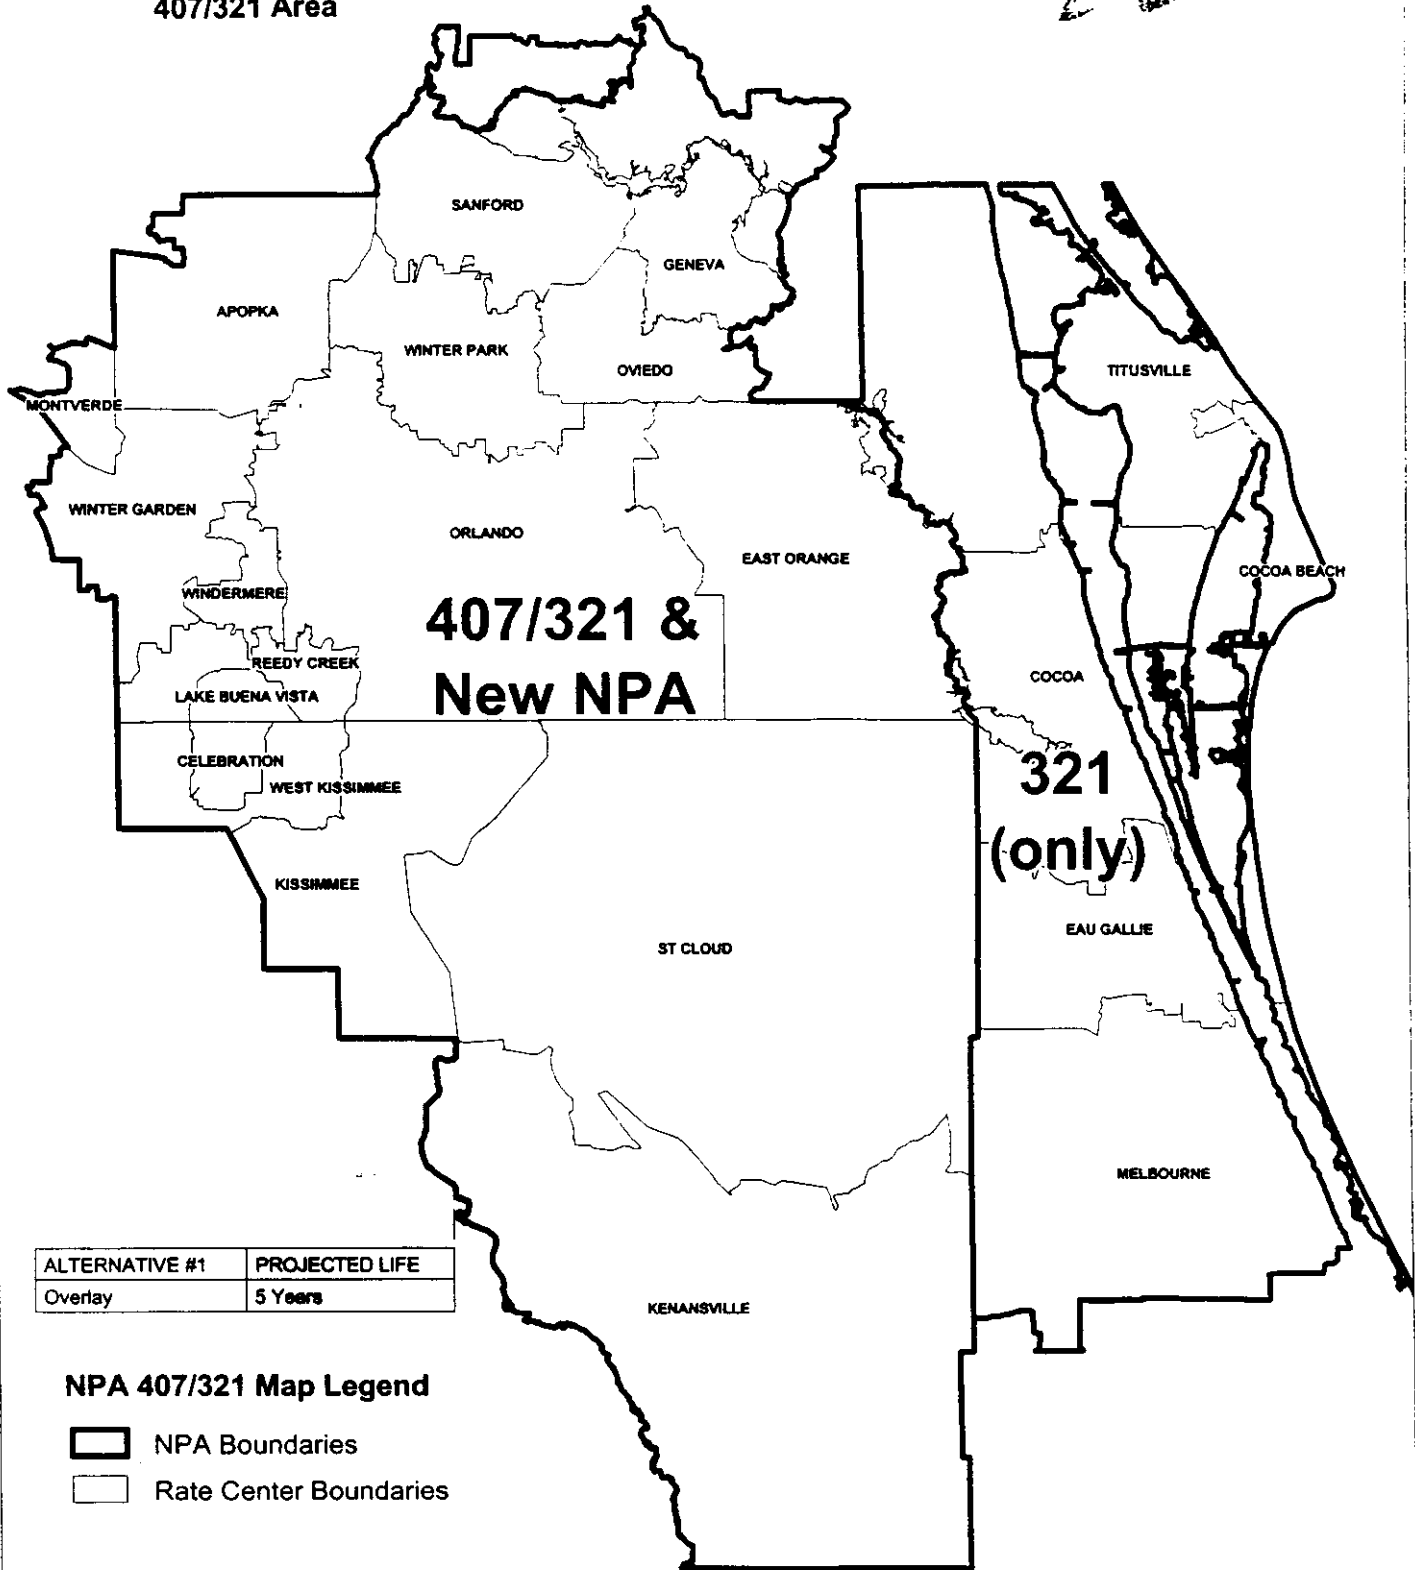 407/321 Area
SANFORD
GENEVA
APOPKA
WINTER PARK
OVIEDO
TITUSVILLE
MONTVERDE
WINTER GARDEN
ORLANDO
EAST ORANGE
COCOA BEACH
WINDERMERE
407/321 &
New NPA
REEDY CREEK
COCOA
LAKE BUENA VISTA
CELEBRATION
WEST KISSIMMEE
321
(only)
KISSIMMEE
EAU GALLIE
ST CLOUD
MELBOURNE
ALTERNATIVE #1 PROJECTED LIFE
Overlay 5 Years
KENANSVILLE
NPA 407/321 Map Legend
NPA Boundaries
Rate Center Boundaries